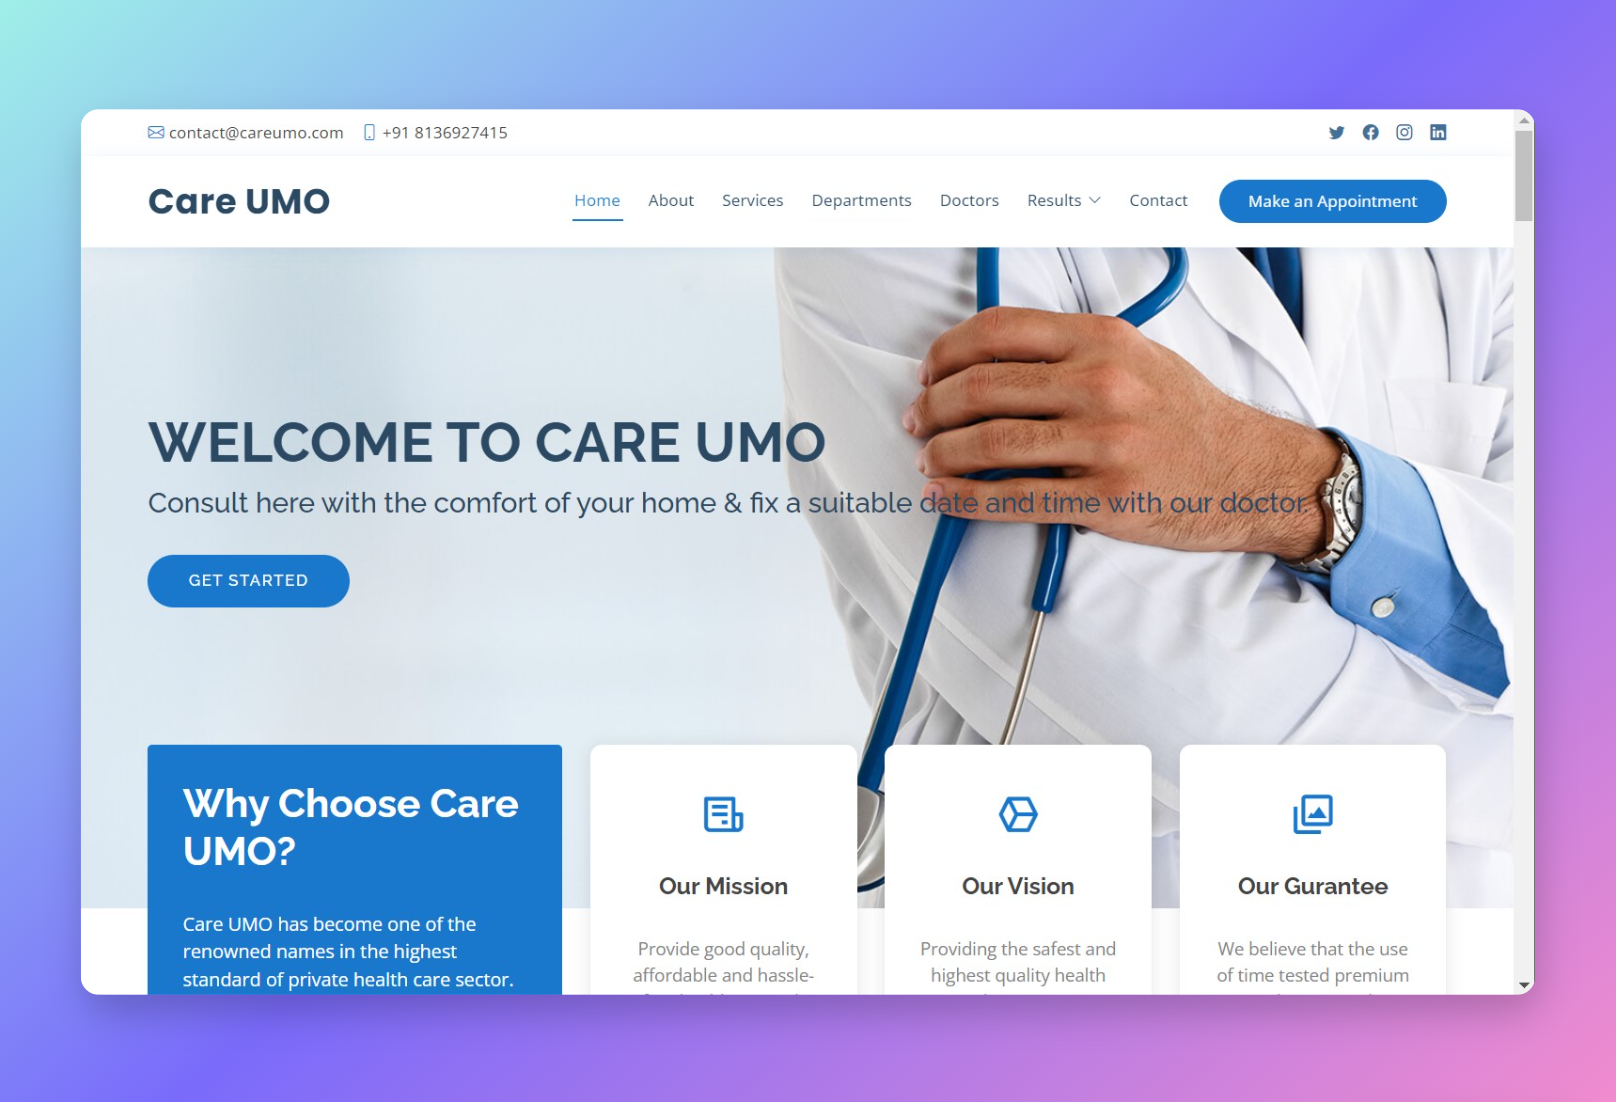 contact@careumo.com +91 8136927415
Care UMO
Home About Services Departments Doctors Results Contact Make an Appointment
WELCOME TO CARE UMO
Consult here with the comfort of your home & fix a suitable date and time with our doctor.
GET STARTED
Why Choose Care
UMO?
Care UMO has become one of the
renowned names in the highest
standard of private health care sector.
Our Mission
Provide good quality,
affordable and hassle-
Our Vision
Providing the safest and
highest quality health
Our Gurantee
We believe that the use
of time tested premium